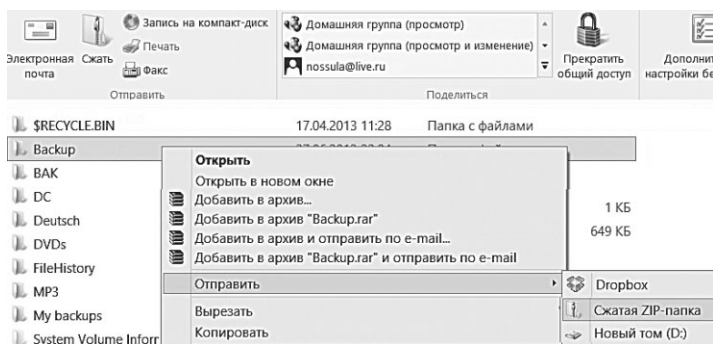 Электронная почта
Сжать
Запись на компакт-диск
Печать
Факс
Отправить
Домашняя группа (просмотр)
Домашняя группа (просмотр и изменение)
nossula@live.ru
Поделиться
Прекратить общий доступ
Дополнит
настройки бе
$RECYCLE.BIN 17.04.2013 11:28 Папка с файлами
Backup
BAK
DC
Deutsch
DVDs
FileHistory
MP3
My backups
System Volume Inforr
1 КБ
649 КБ
Открыть
Открыть в новом окне
Добавить в архив...
Добавить в архив "Backup.rar"
Добавить в архив и отправить по e-mail...
Добавить в архив "Backup.rar" и отправить по e-mail
Отправить
Вырезать
Копировать
Dropbox
Сжатая ZIP-папка
Новый том (D:)